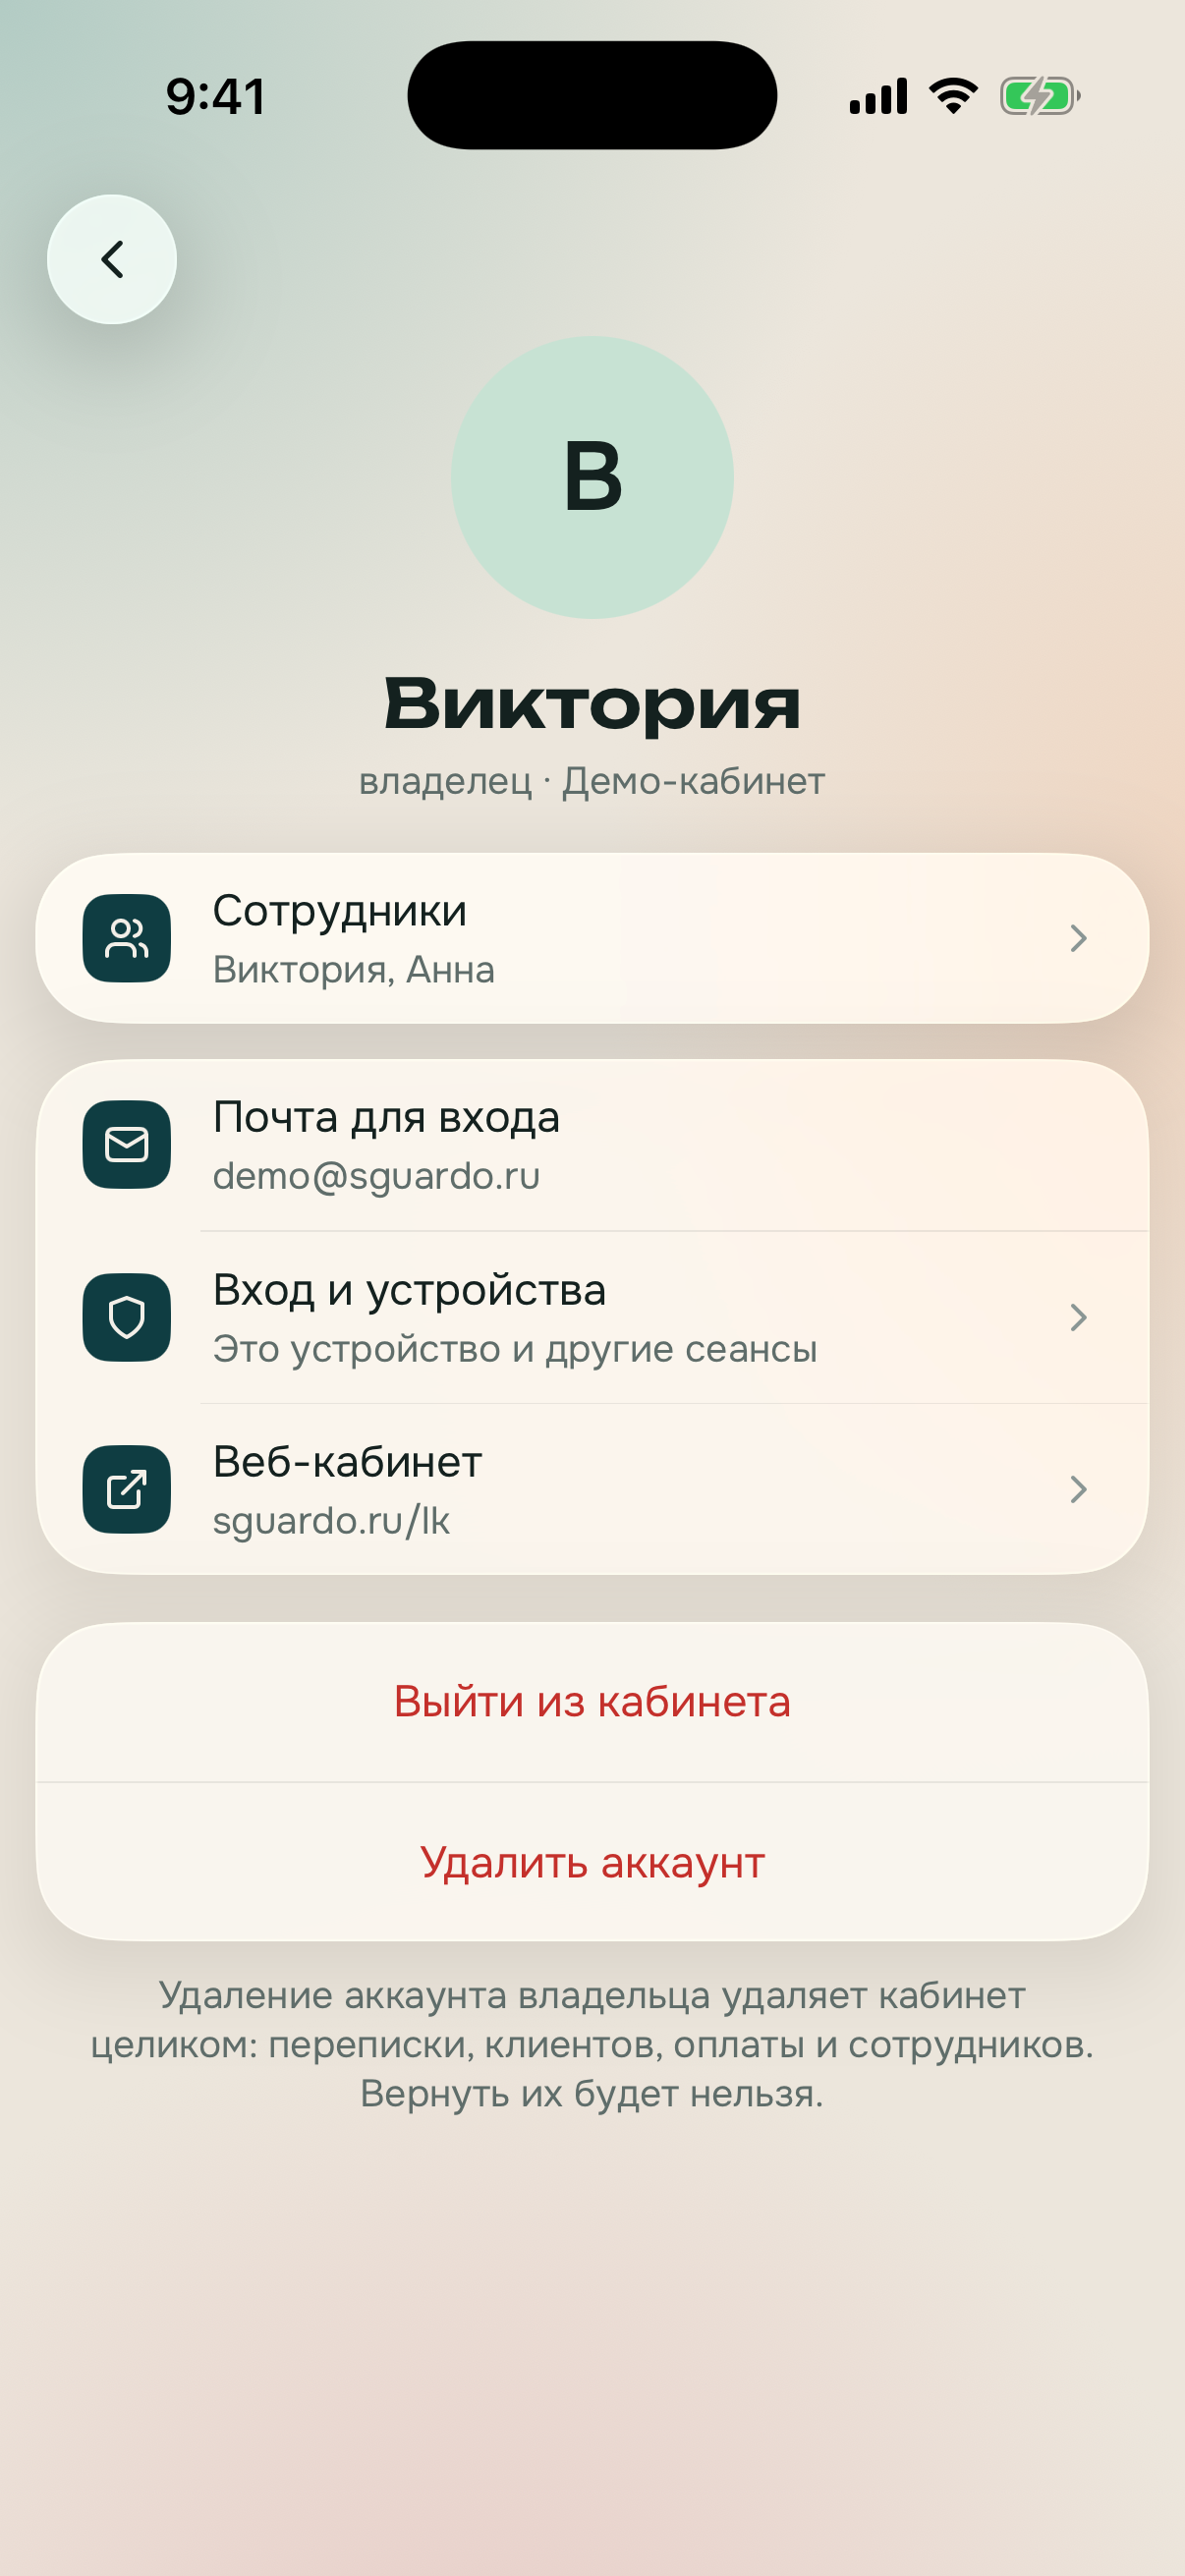 9:41
В
Виктория
владелец · Демо-кабинет
Сотрудники
Виктория, Анна
Почта для входа
demo@sguardo.ru
Вход и устройства
Это устройство и другие сеансы
Веб-кабинет
sguardo.ru/lk
Выйти из кабинета
Удалить аккаунт
Удаление аккаунта владельца удаляет кабинет
целиком: переписки, клиентов, оплаты и сотрудников.
Вернуть их будет нельзя.